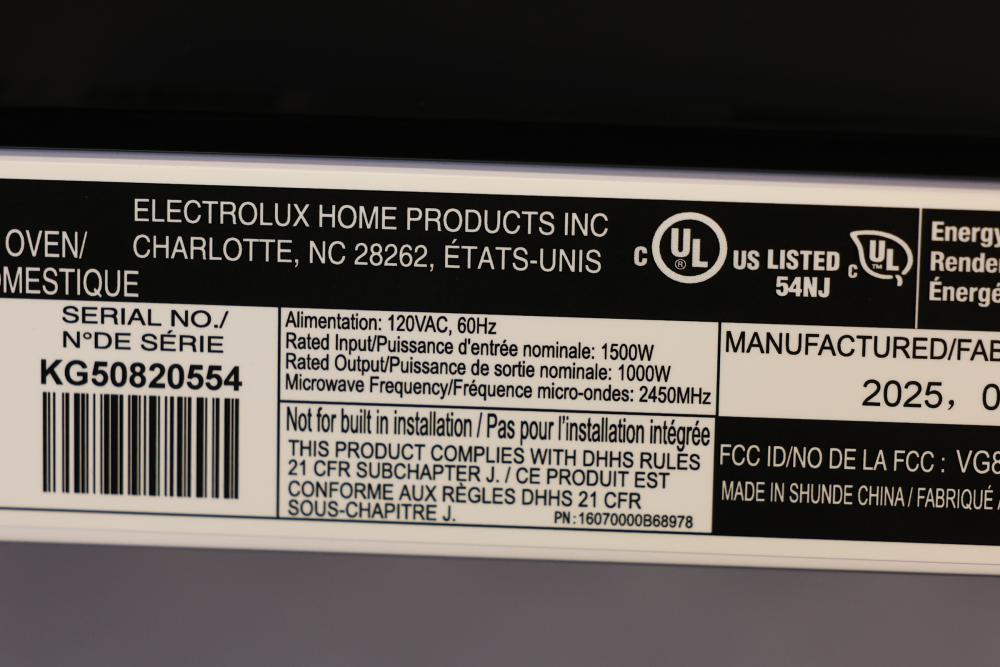 OVEN/
OMESTIQUE
ELECTROLUX HOME PRODUCTS INC
CHARLOTTE, NC 28262, ÉTATS-UNIS
C UL ® US LISTED
54NJ
C UL ™
Energy
Render
Énergé
SERIAL NO./
N°DE SÉRIE
KG50820554
Alimentation: 120VAC, 60Hz
Rated Input/Puissance d'entrée nominale: 1500W
Rated Output/Puissance de sortie nominale: 1000W
Microwave Frequency/Fréquence micro-ondes: 2450MHz
Not for built in installation / Pas pour l'installation intégrée
THIS PRODUCT COMPLIES WITH DHHS RULES
21 CFR SUBCHAPTER J. / CE PRODUIT EST
CONFORME AUX RÈGLES DHHS 21 CFR
SOUS-CHAPITRE J.
PN:16070000B68978
MANUFACTURED/FAB
2025, 0
FCC ID/NO DE LA FCC : VG8
MADE IN SHUNDE CHINA / FABRIQUÉ